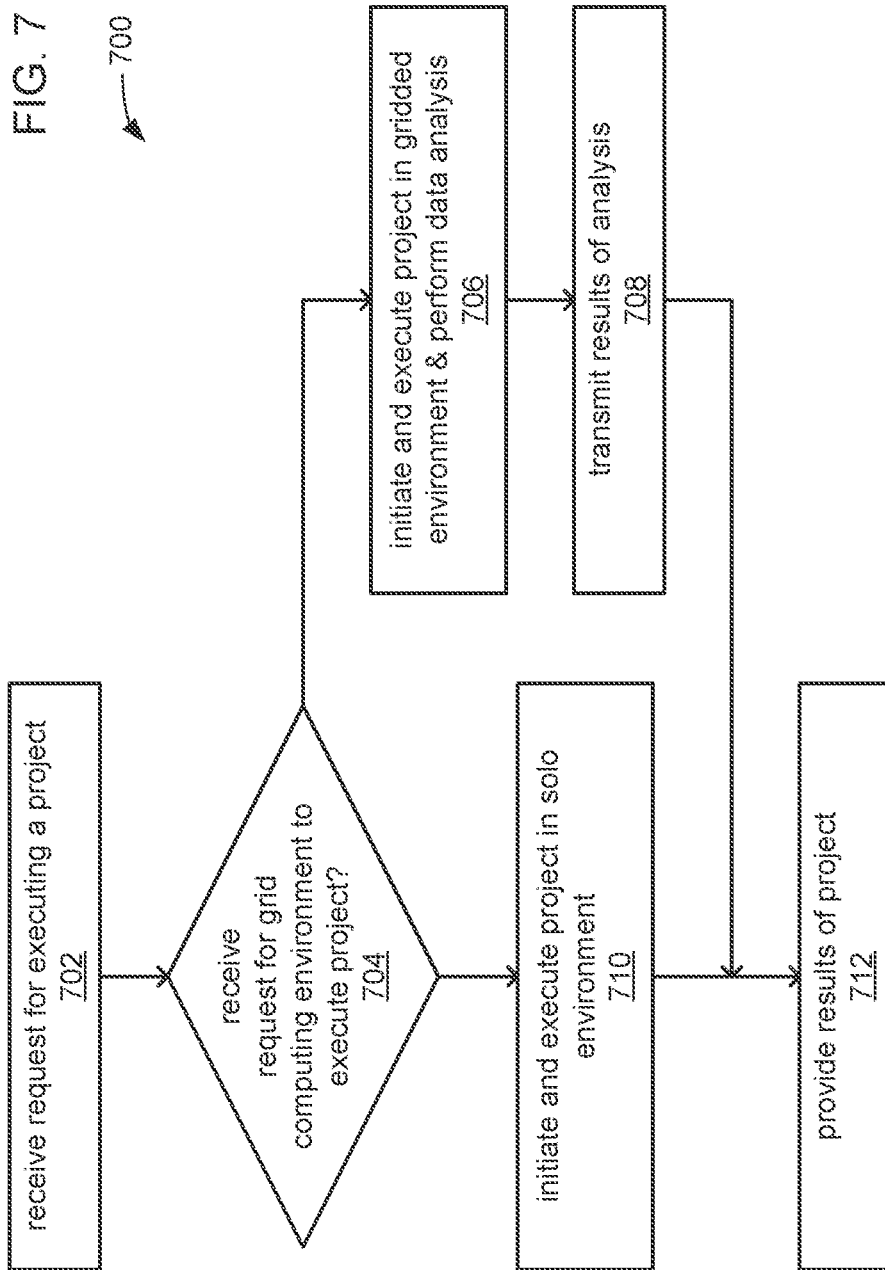 FIG. 7
700
receive request for executing a project
702
receive
request for grid
computing environment to
execute project?
704
initiate and execute project in gridded
environment & perform data analysis
706
transmit results of analysis
708
initiate and execute project in solo
environment
710
provide results of project
712